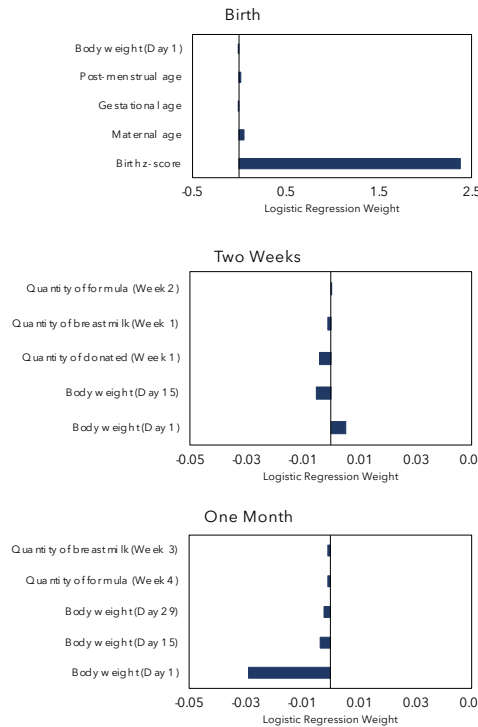 Birth
Body weight (Day 1)
Post-menstrual age
Gestational age
Maternal age
Birth z-score
-0.5 0.5 1.5 2.5
Logistic Regression Weight
Two Weeks
Quantity of formula (Week 2)
Quantity of breastmilk (Week 1)
Quantity of donated (Week 1)
Body weight (Day 15)
Body weight (Day 1)
-0.05 -0.03 -0.01 0.01 0.03 0.0
Logistic Regression Weight
One Month
Quantity of breastmilk (Week 3)
Quantity of formula (Week 4)
Body weight (Day 29)
Body weight (Day 15)
Body weight (Day 1)
-0.05 -0.03 -0.01 0.01 0.03 0.0
Logistic Regression Weight